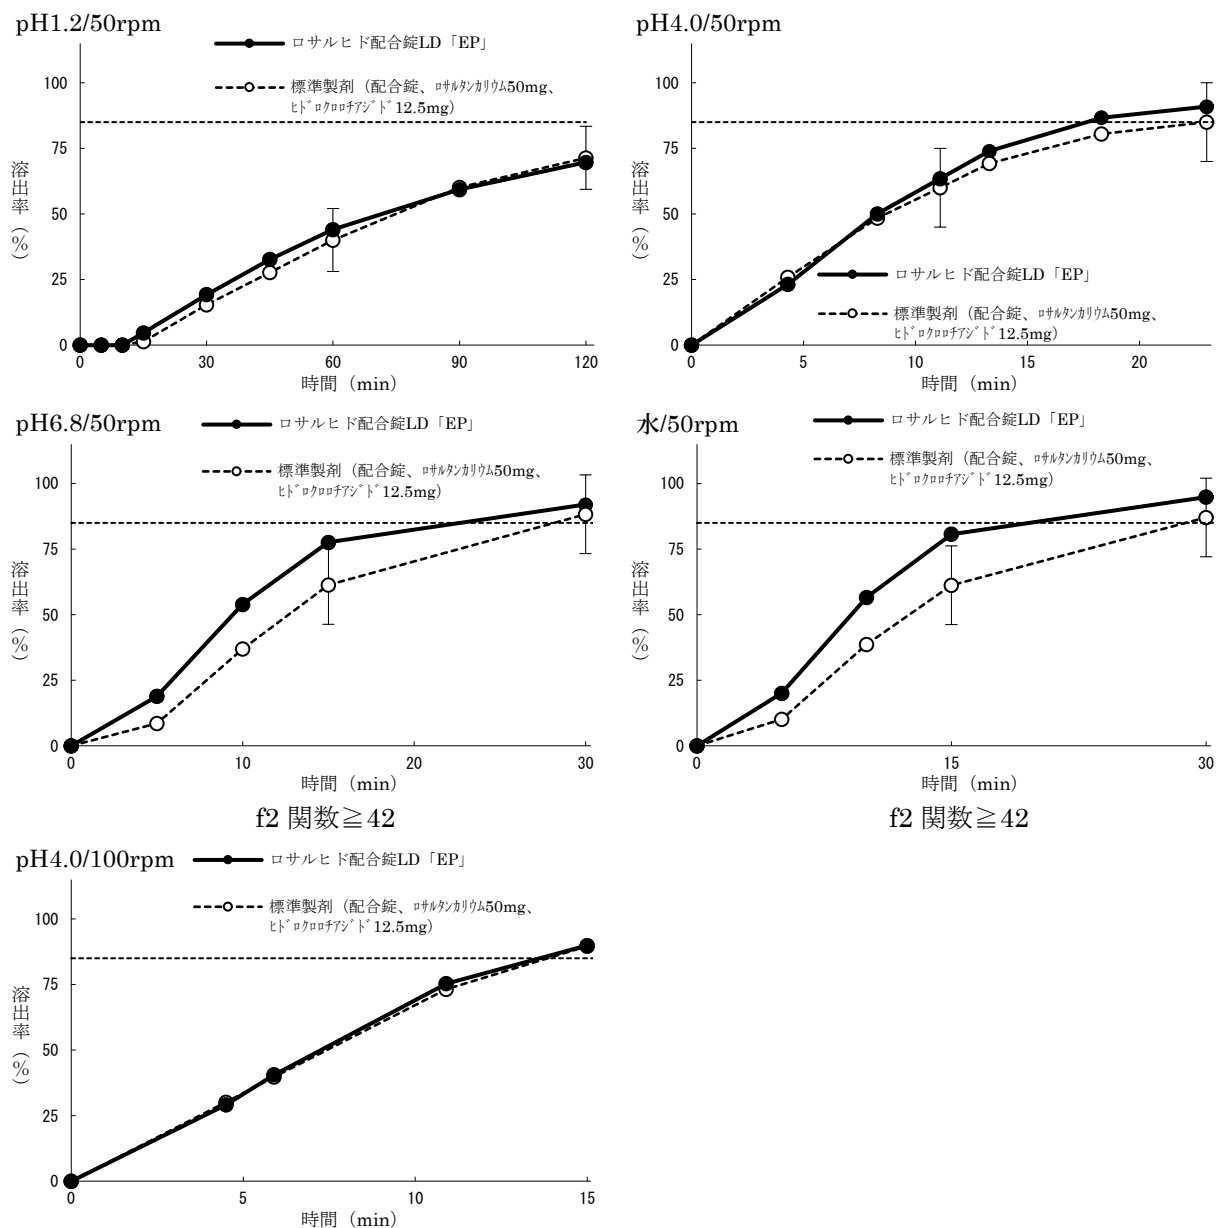 pH1.2/50rpm
ロサルヒド配合錠LD「EP」
標準製剤（配合錠、ﾛｻﾙﾀﾝｶﾘｳﾑ50mg、
ﾋﾄﾞﾛｸﾛﾛﾁｱｼﾞﾄﾞ12.5mg）
100
75
50
25
0
溶出率（%）
0 30 60 90 120
時間（min）
pH4.0/50rpm
100
75
50
25
0
溶出率（%）
ロサルヒド配合錠LD「EP」
標準製剤（配合錠、ﾛｻﾙﾀﾝｶﾘｳﾑ50mg、
ﾋﾄﾞﾛｸﾛﾛﾁｱｼﾞﾄﾞ12.5mg）
0 5 10 15 20
時間（min）
pH6.8/50rpm
ロサルヒド配合錠LD「EP」
標準製剤（配合錠、ﾛｻﾙﾀﾝｶﾘｳﾑ50mg、
ﾋﾄﾞﾛｸﾛﾛﾁｱｼﾞﾄﾞ12.5mg）
100
75
50
25
0
溶出率（%）
0 10 20 30
時間（min）
f2 関数≧42
水/50rpm
ロサルヒド配合錠LD「EP」
標準製剤（配合錠、ﾛｻﾙﾀﾝｶﾘｳﾑ50mg、
ﾋﾄﾞﾛｸﾛﾛﾁｱｼﾞﾄﾞ12.5mg）
100
75
50
25
0
溶出率（%）
0 15 30
時間（min）
f2 関数≧42
pH4.0/100rpm
ロサルヒド配合錠LD「EP」
標準製剤（配合錠、ﾛｻﾙﾀﾝｶﾘｳﾑ50mg、
ﾋﾄﾞﾛｸﾛﾛﾁｱｼﾞﾄﾞ12.5mg）
100
75
50
25
0
溶出率（%）
0 5 10 15
時間（min）